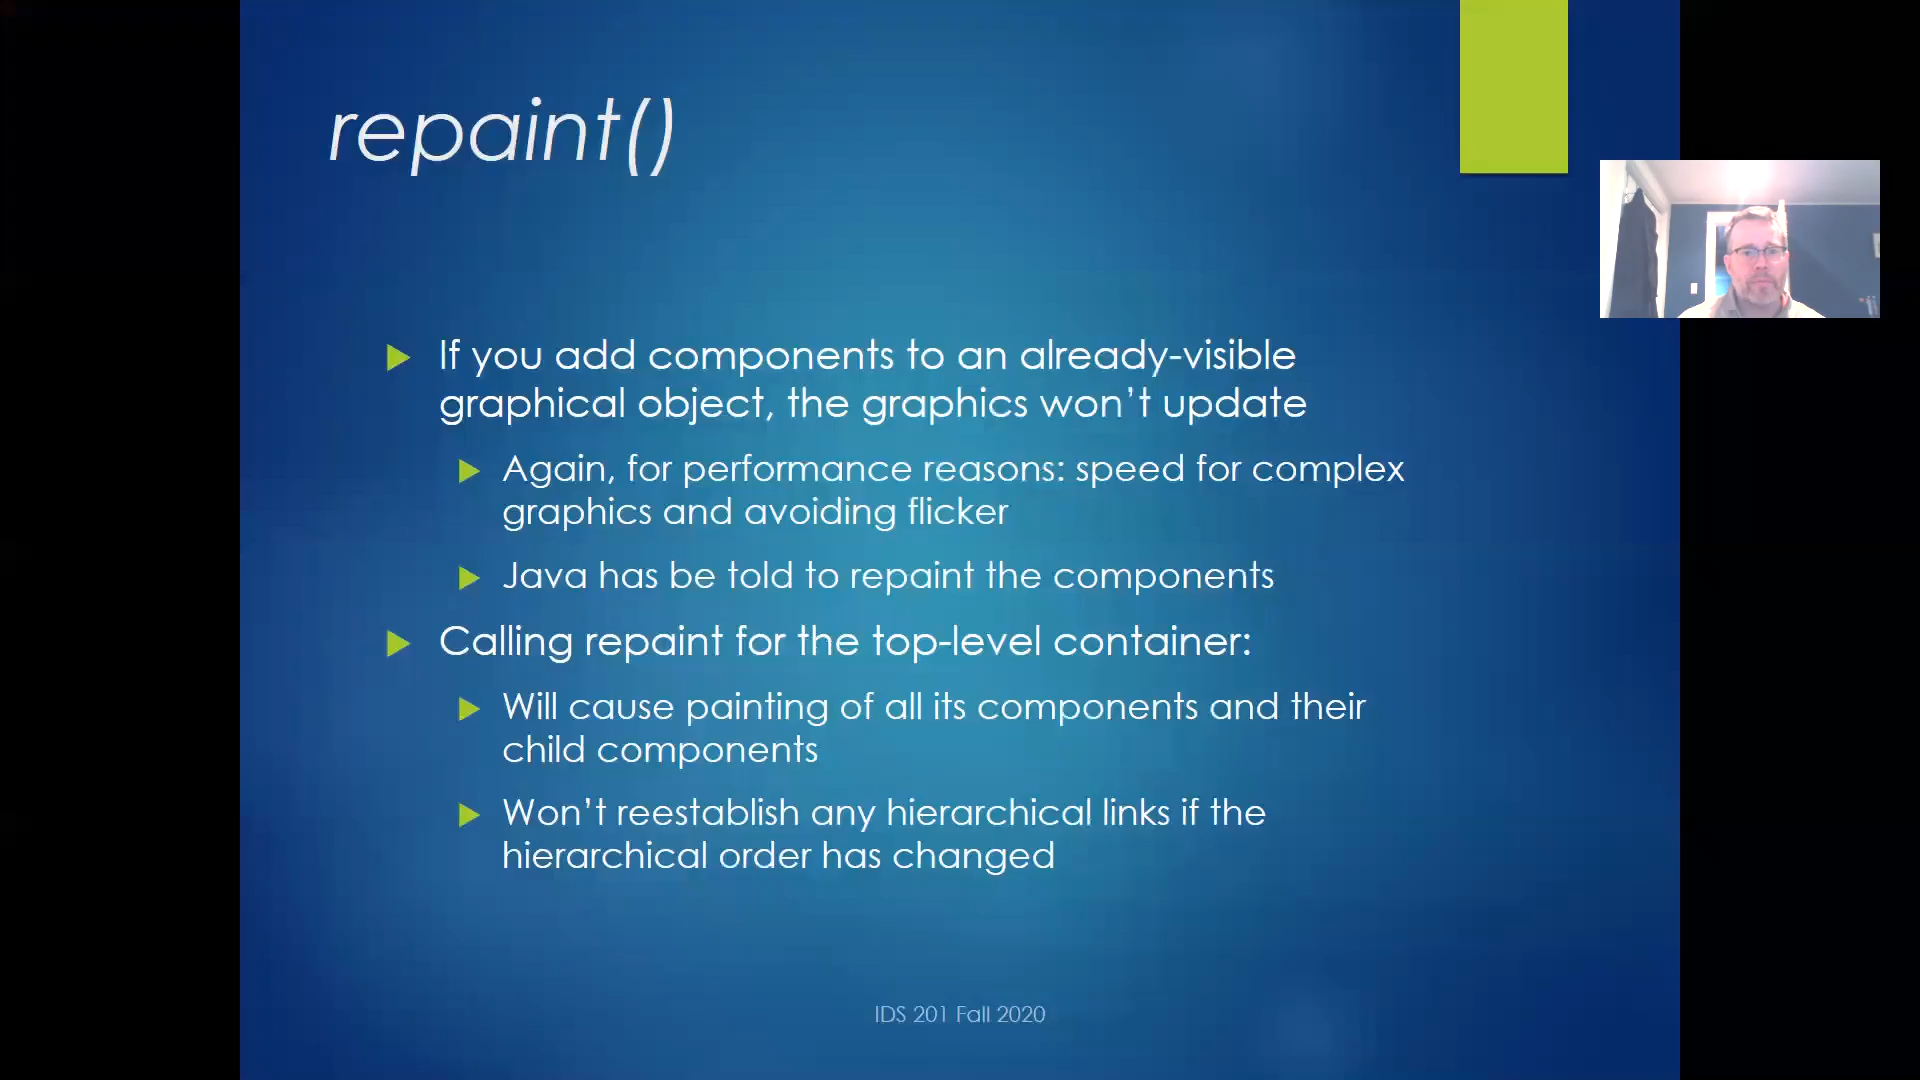 repaint()
If you add components to an already-visible
graphical object, the graphics won’t update
Again, for performance reasons: speed for complex
graphics and avoiding flicker
Java has be told to repaint the components
Calling repaint for the top-level container:
Will cause painting of all its components and their
child components
Won’t reestablish any hierarchical links if the
hierarchical order has changed
IDS 201 Fall 2020